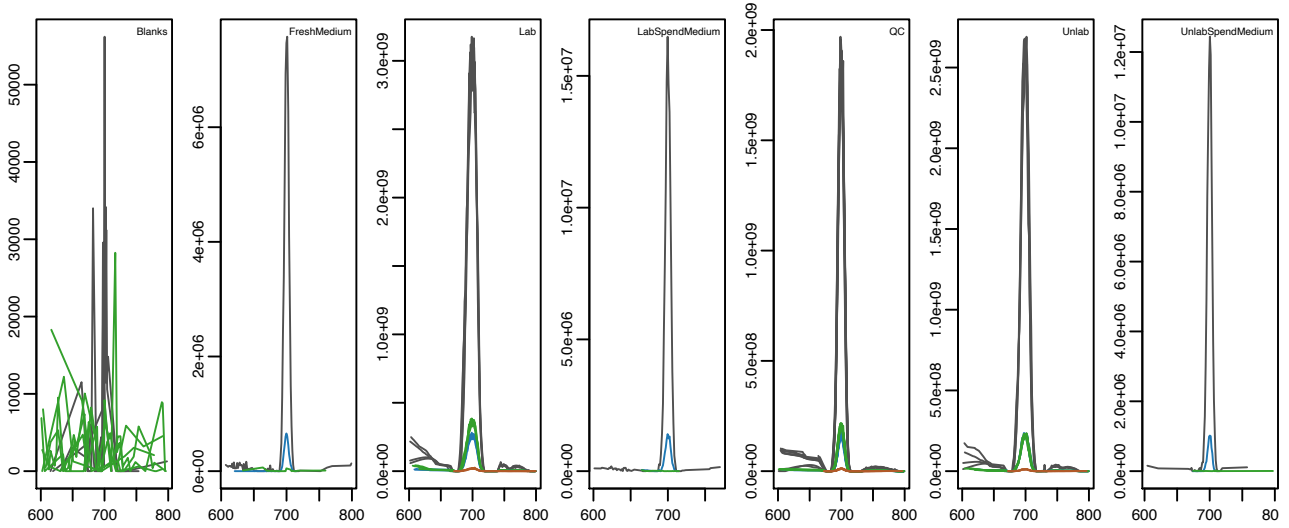 Blanks
0
10000
20000
30000
40000
50000
600
700
800
FreshMedium
0e+00
2e+06
4e+06
6e+06
600
700
800
Lab
0.0e+00
1.0e+09
2.0e+09
3.0e+09
600
700
800
LabSpendMedium
0.0e+00
5.0e+06
1.0e+07
1.5e+07
600
700
QC
0.0e+00
5.0e+08
1.0e+09
1.5e+09
2.0e+09
600
700
800
Unlab
0.0e+00
5.0e+08
1.0e+09
1.5e+09
2.0e+09
2.5e+09
600
700
800
UnlabSpendMedium
0.0e+00
2.0e+06
4.0e+06
6.0e+06
8.0e+06
1.0e+07
1.2e+07
600
700
800